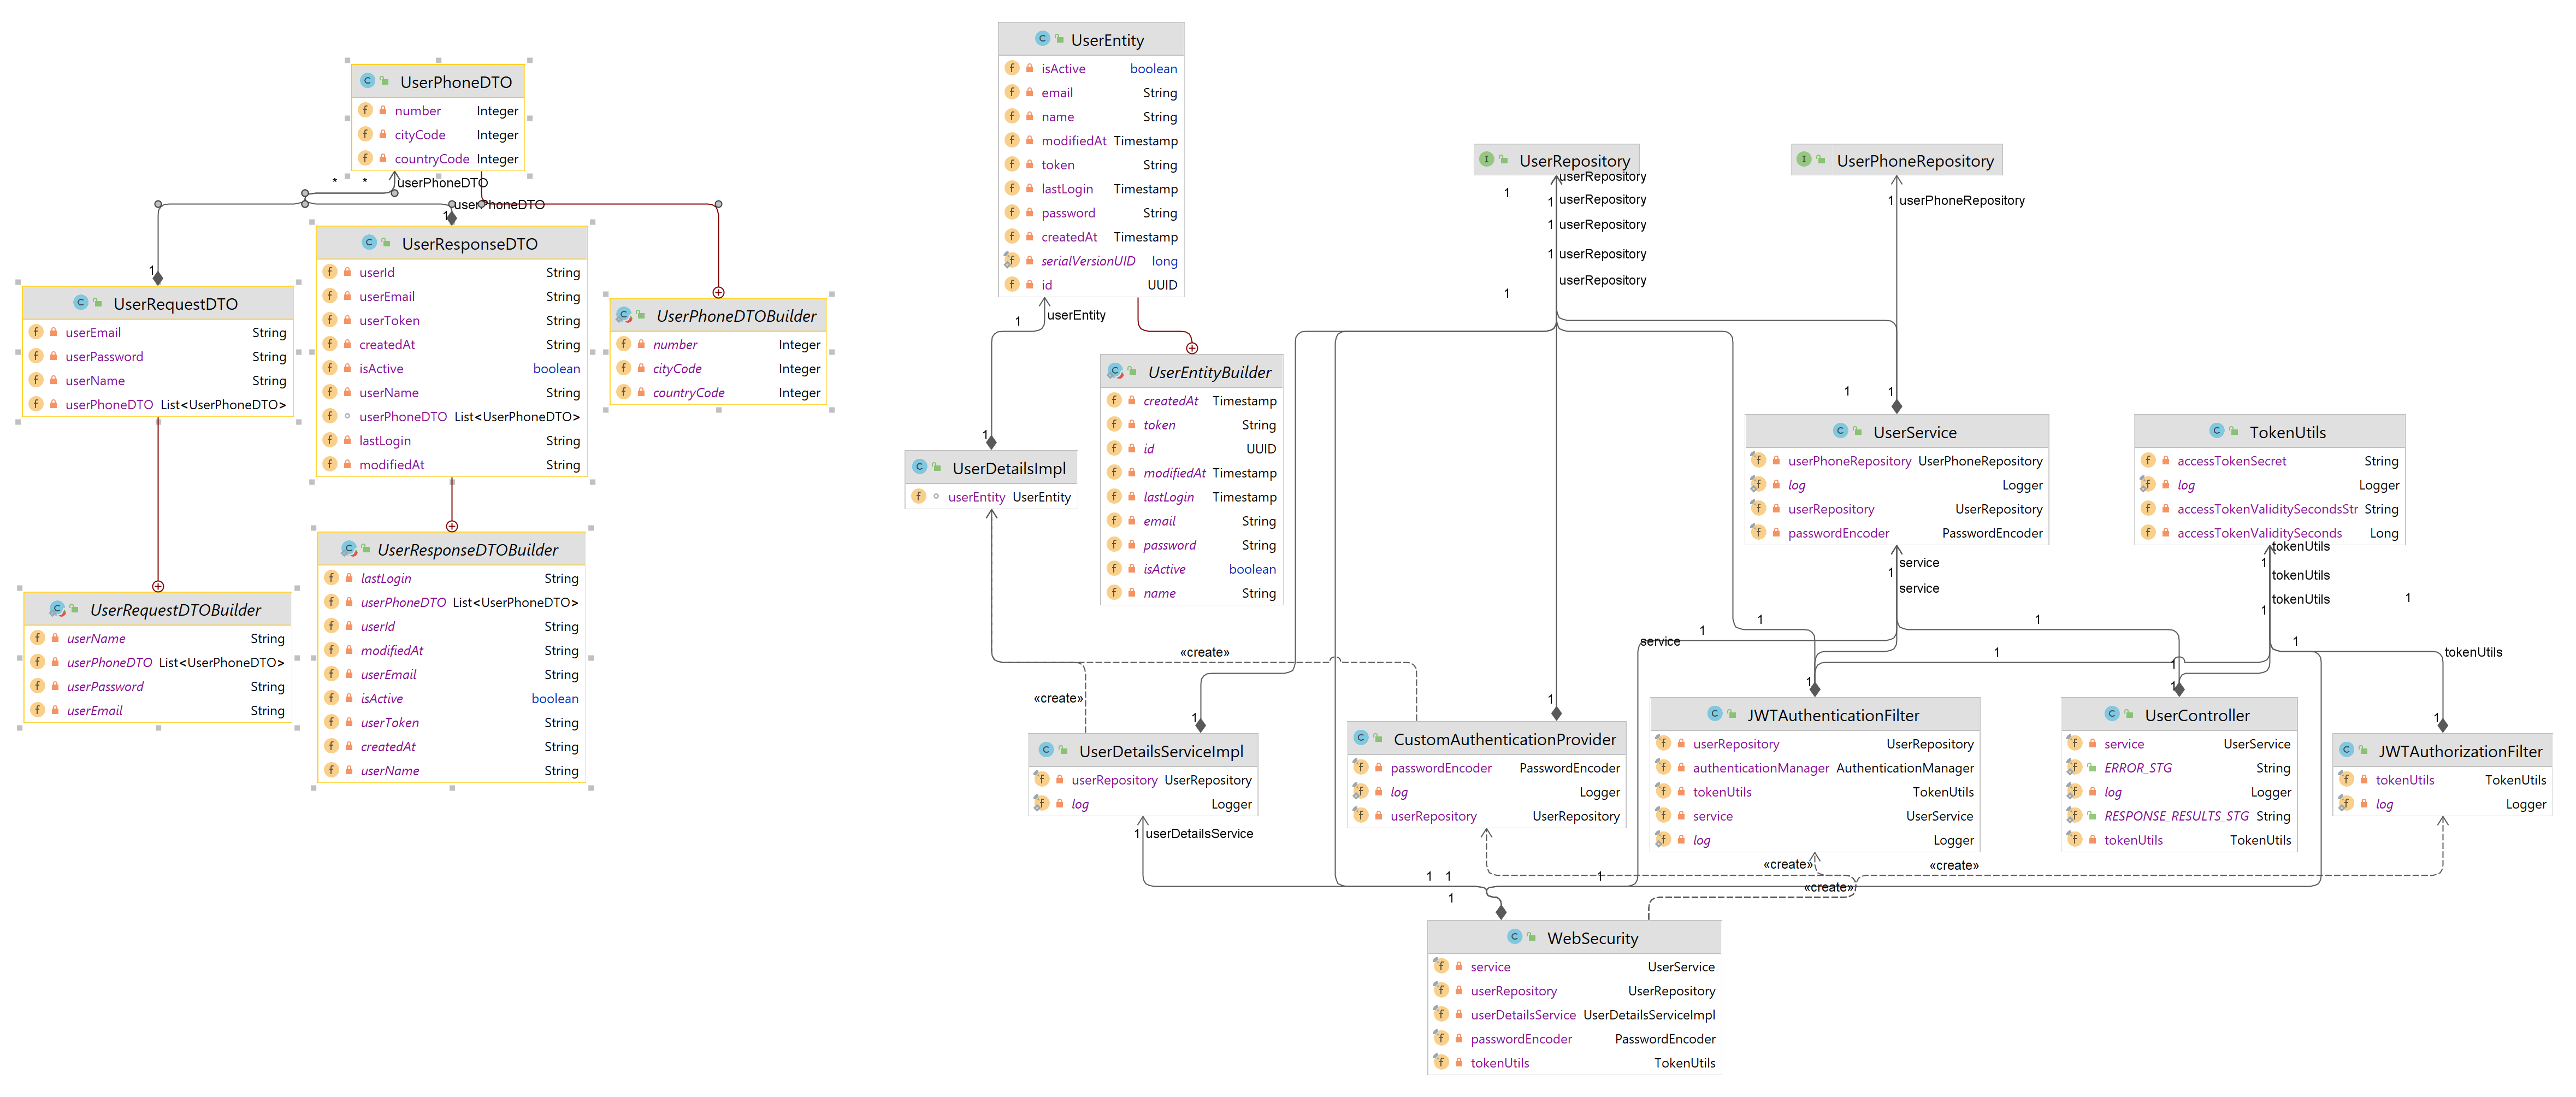 UserPhoneDTO
number Integer
cityCode Integer
countryCode Integer
* * userPhoneDTO
userPhoneDTO
1
1
UserRequestDTO
userEmail String
userPassword String
userName String
userPhoneDTO List<UserPhoneDTO>
UserResponseDTO
userId String
userEmail String
userToken String
createdAt String
isActive boolean
userName String
userPhoneDTO List<UserPhoneDTO>
lastLogin String
modifiedAt String
UserPhoneDTOBuilder
number Integer
cityCode Integer
countryCode Integer
UserRequestDTOBuilder
userName String
userPhoneDTO List<UserPhoneDTO>
userPassword String
userEmail String
UserResponseDTOBuilder
lastLogin String
userPhoneDTO List<UserPhoneDTO>
userId String
modifiedAt String
userEmail String
isActive boolean
userToken String
createdAt String
userName String
UserEntity
isActive boolean
email String
name String
modifiedAt Timestamp
token String
lastLogin Timestamp
password String
createdAt Timestamp
serialVersionUID long
id UUID
1 userEntity
1
UserEntityBuilder
createdAt Timestamp
token String
id UUID
modifiedAt Timestamp
lastLogin Timestamp
email String
password String
isActive boolean
name String
UserDetailsImpl
userEntity UserEntity
UserRepository
userRepository
1
1 userRepository
1 userRepository
1 userRepository
userRepository
1
UserPhoneRepository
1 userPhoneRepository
1 1
UserService
userPhoneRepository UserPhoneRepository
log Logger
userRepository UserRepository
passwordEncoder PasswordEncoder
service
1
service
TokenUtils
accessTokenSecret String
log Logger
accessTokenValiditySecondsStr String
accessTokenValiditySeconds Long
tokenUtils
1
tokenUtils
tokenUtils
1
1
1 1 1
service 1
«create» 1 tokenUtils
1
«create»
1 1 1 1 1
UserDetailsServiceImpl
userRepository UserRepository
log Logger
CustomAuthenticationProvider
passwordEncoder PasswordEncoder
log Logger
userRepository UserRepository
JWTAuthenticationFilter
userRepository UserRepository
authenticationManager AuthenticationManager
tokenUtils TokenUtils
service UserService
log Logger
UserController
service UserService
ERROR_STG String
log Logger
RESPONSE_RESULTS_STG String
tokenUtils TokenUtils
JWTAuthorizationFilter
tokenUtils TokenUtils
log Logger
1 userDetailsService
«create» «create»
1 1 1
«create»
1
WebSecurity
service UserService
userRepository UserRepository
userDetailsService UserDetailsServiceImpl
passwordEncoder PasswordEncoder
tokenUtils TokenUtils